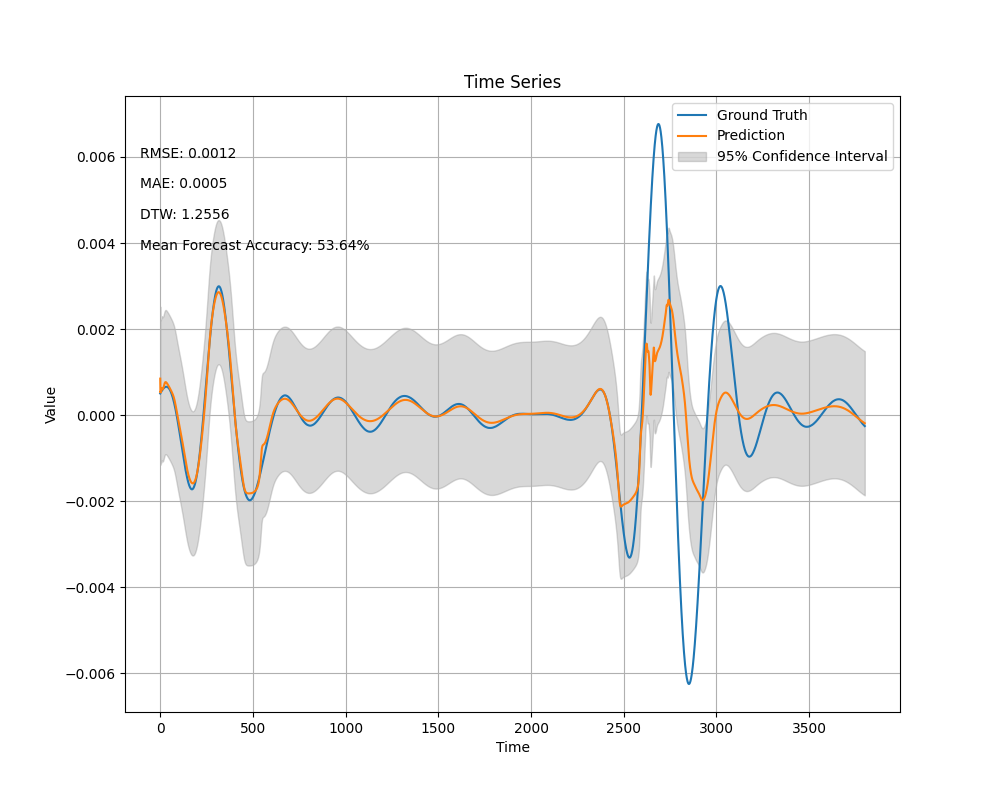 Time Series
Ground Truth
Prediction
95% Confidence Interval
RMSE: 0.0012
MAE: 0.0005
DTW: 1.2556
Mean Forecast Accuracy: 53.64%
0.006
0.004
0.002
0.000
−0.002
−0.004
−0.006
Value
0 500 1000 1500 2000 2500 3000 3500
Time